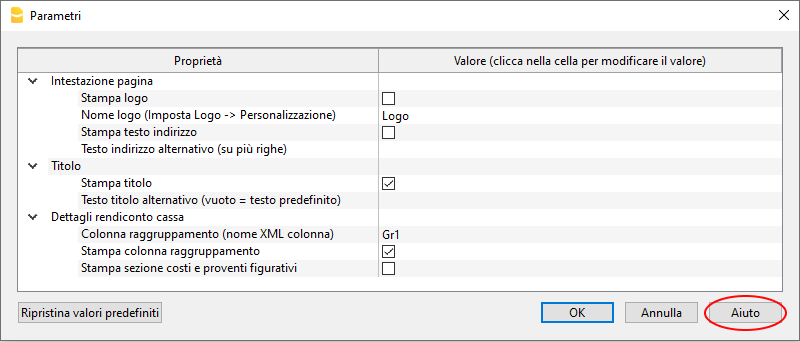 Parametri
Proprietà Valore (clicca nella cella per modificare il valore)
Intestazione pagina
Stampa logo
Nome logo (Imposta Logo -> Personalizzazione) Logo
Stampa testo indirizzo
Testo indirizzo alternativo (su più righe)
Titolo
Stampa titolo
Testo titolo alternativo (vuoto = testo predefinito)
Dettagli rendiconto cassa
Colonna raggruppamento (nome XML colonna) Gr1
Stampa colonna raggruppamento
Stampa sezione costi e proventi figurativi
Ripristina valori predefiniti OK Annulla Aiuto